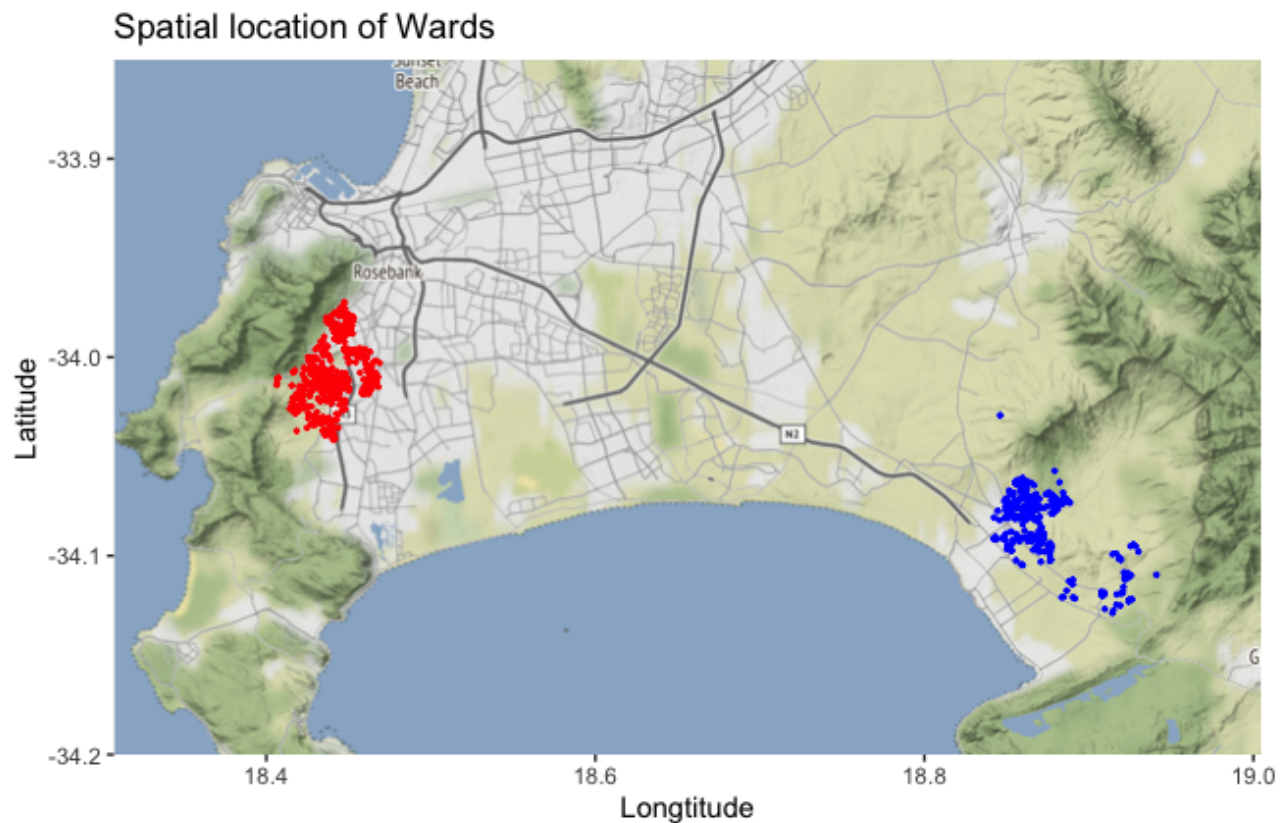 Spatial location of Wards
Sunset
Beach
-33.9
Rosebank
-34.0
Latitude
N2
-34.1
G
-34.2
18.4
18.6
18.8
19.0
Longtitude